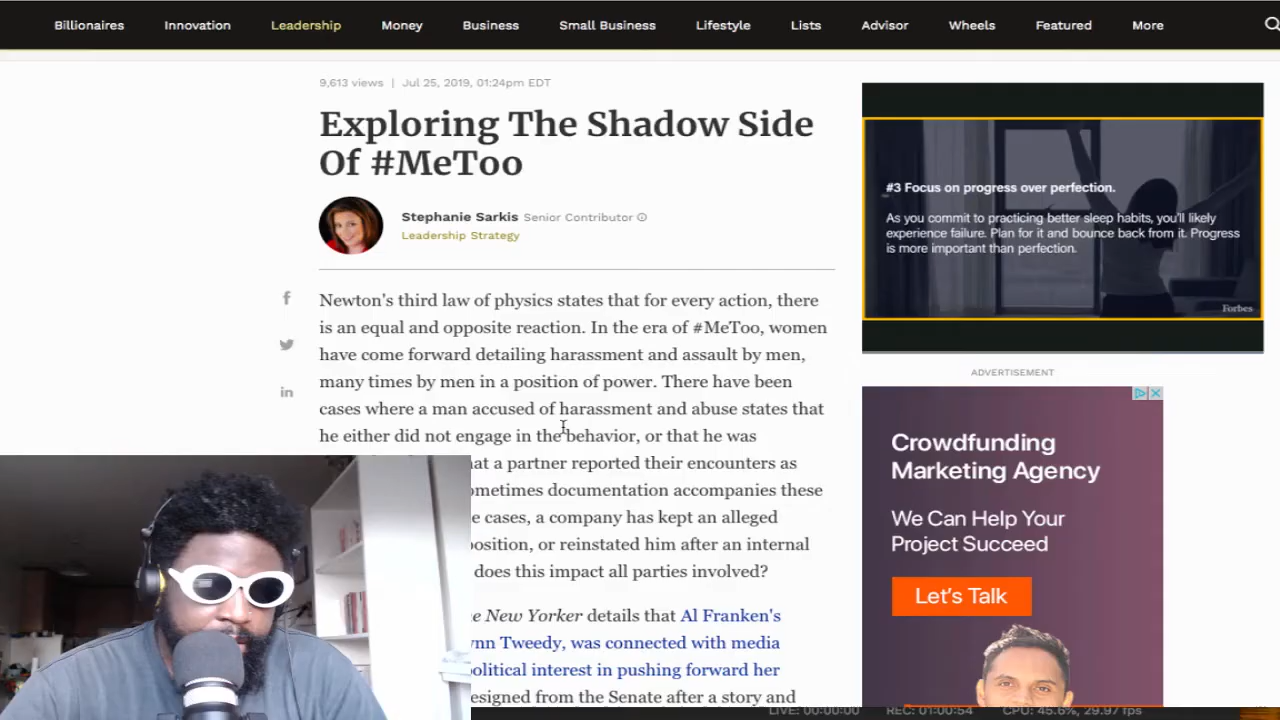 Billionaires Innovation Leadership Money Business Small Business Lifestyle Lists Advisor Wheels Featured More
9,613 views | Jul 25, 2019, 01:24pm EDT
Exploring The Shadow Side
Of #MeToo
Stephanie Sarkis Senior Contributor
Leadership Strategy
Newton's third law of physics states that for every action, there
is an equal and opposite reaction. In the era of #MeToo, women
have come forward detailing harassment and assault by men,
many times by men in a position of power. There have been
cases where a man accused of harassment and abuse states that
he either did not engage in the behavior, or that he was
at a partner reported their encounters as
ometimes documentation accompanies these
e cases, a company has kept an alleged
osition, or reinstated him after an internal
does this impact all parties involved?
e New Yorker details that Al Franken's
ynn Tweedy, was connected with media
political interest in pushing forward her
esigned from the Senate after a story and
#3 Focus on progress over perfection.
As you commit to practicing better sleep habits, you'll likely
experience failure. Plan for it and bounce back from it. Progress
is more important than perfection.
Forbes
ADVERTISEMENT
Crowdfunding
Marketing Agency
We Can Help Your
Project Succeed
Let's Talk
LIVE: 00:00:00 REC: 01:00:54 CPU: 45.6%, 29.97 fps